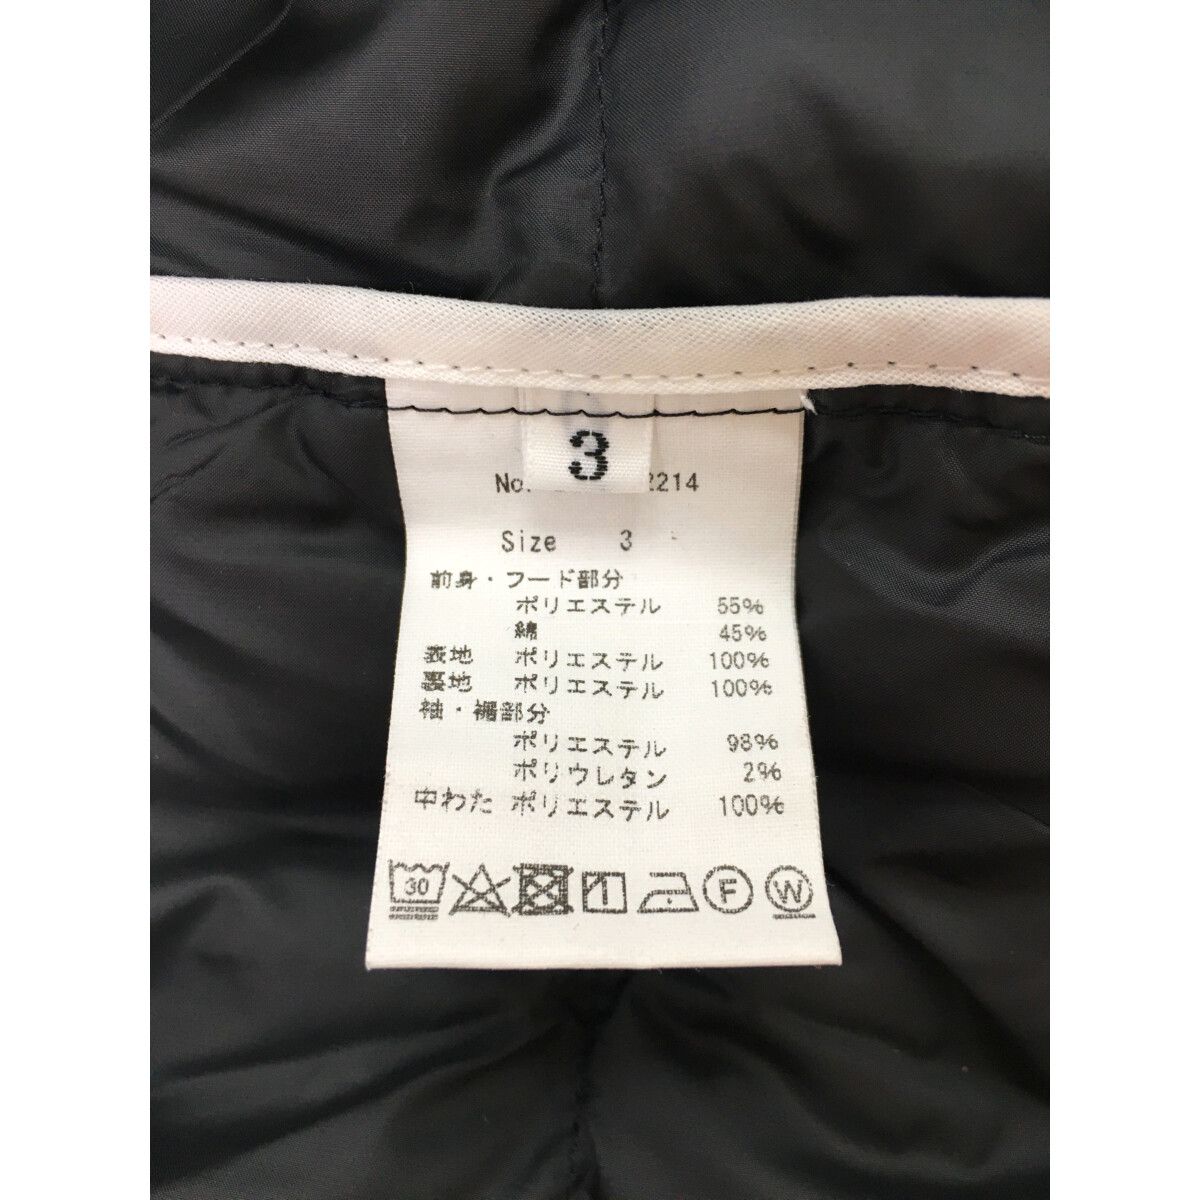 3
No. 2214
Size 3
前身・フード部分
ポリエステル 55%
綿 45%
表地 ポリエステル 100%
裏地 ポリエステル 100%
袖・裾部分
ポリエステル 98%
ポリウレタン 2%
中わた ポリエステル 100%
30 F W